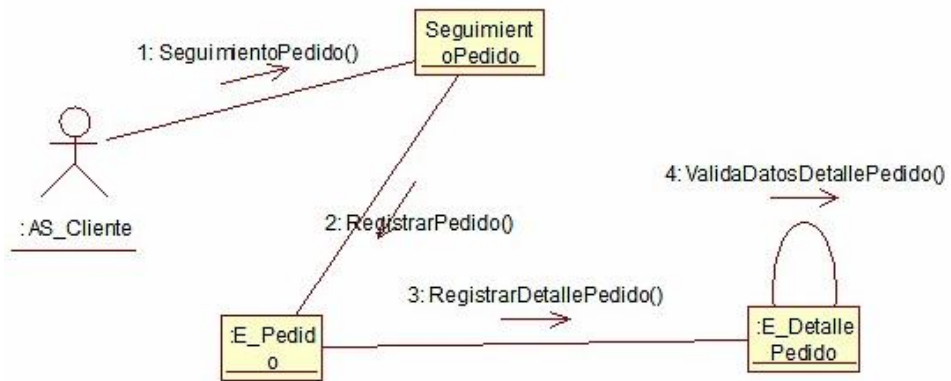 Seguimient
oPedido
1: SeguimientoPedido()
4: ValidaDatosDetallePedido()
: AS_Cliente
2: RegistrarPedido()
3: RegistrarDetallePedido()
:E_Pedid
o
:E_Detalle
Pedido